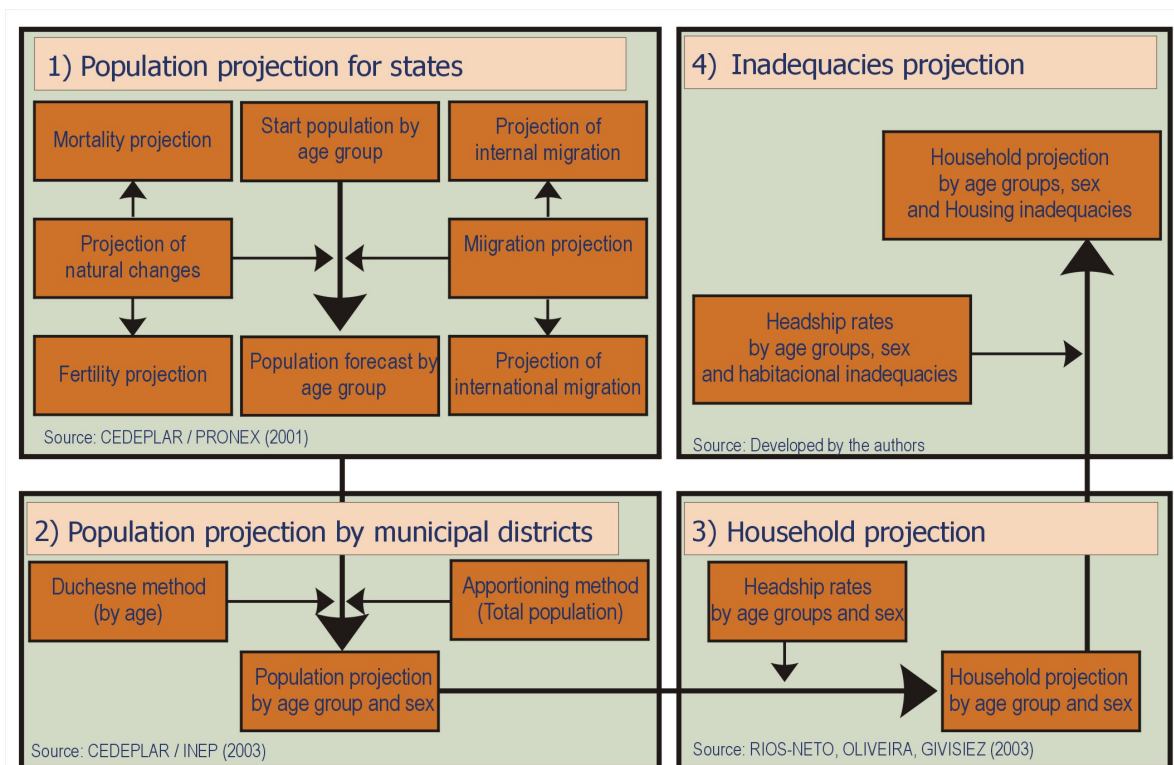 1) Population projection for states
Mortality projection
Start population by
age group
Projection of
internal migration
Projection of
natural changes
Miigration projection
Fertility projection
Population forecast by
age group
Projection of
international migration
Source: CEDEPLAR / PRONEX (2001)
2) Population projection by municipal districts
Duchesne method
(by age)
Apportioning method
(Total population)
Population projection
by age group and sex
Source: CEDEPLAR / INEP (2003)
3) Household projection
Headship rates
by age groups and sex
Household projection
by age group and sex
Source: RIOS-NETO, OLIVEIRA, GIVISIEZ (2003)
4) Inadequacies projection
Household projection
by age groups, sex
and Housing inadequacies
Headship rates
by age groups, sex
and habitacional inadequacies
Source: Developed by the authors